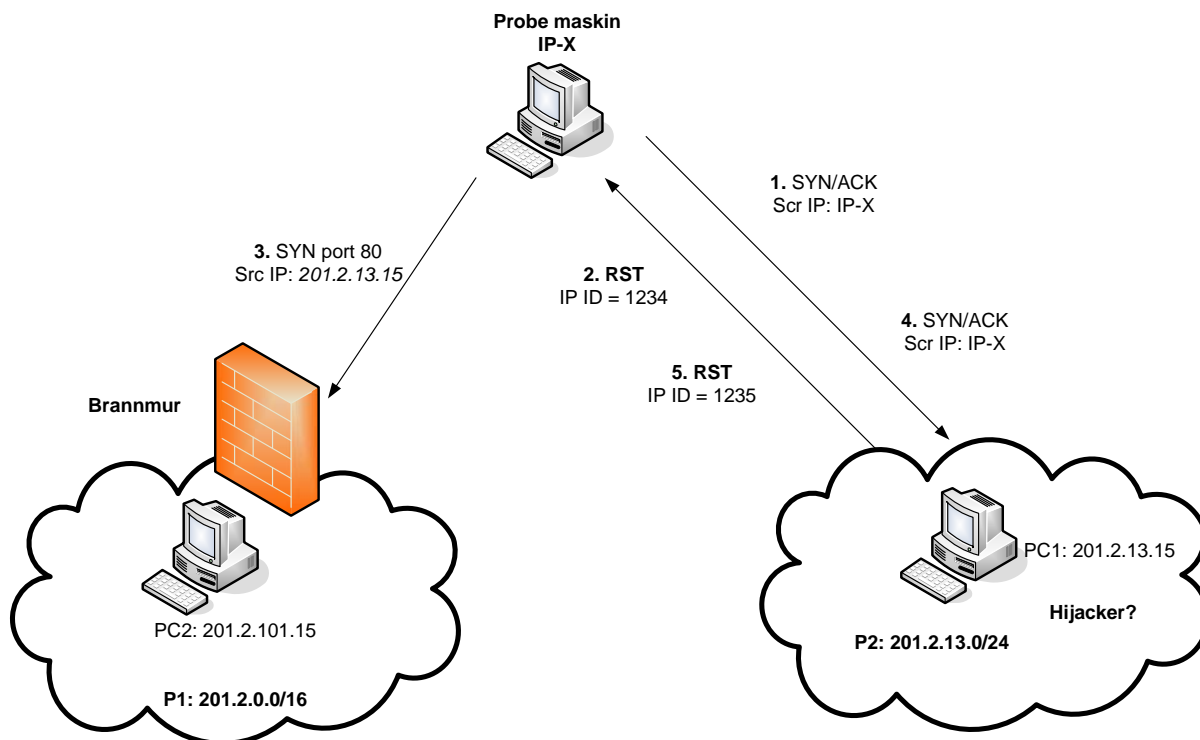 Probe maskin
IP-X
1. SYN/ACK
Scr IP: IP-X
3. SYN port 80
Src IP: 201.2.13.15
2. RST
IP ID = 1234
4. SYN/ACK
Scr IP: IP-X
5. RST
IP ID = 1235
Brannmur
PC1: 201.2.13.15
Hijacker?
PC2: 201.2.101.15
P2: 201.2.13.0/24
P1: 201.2.0.0/16